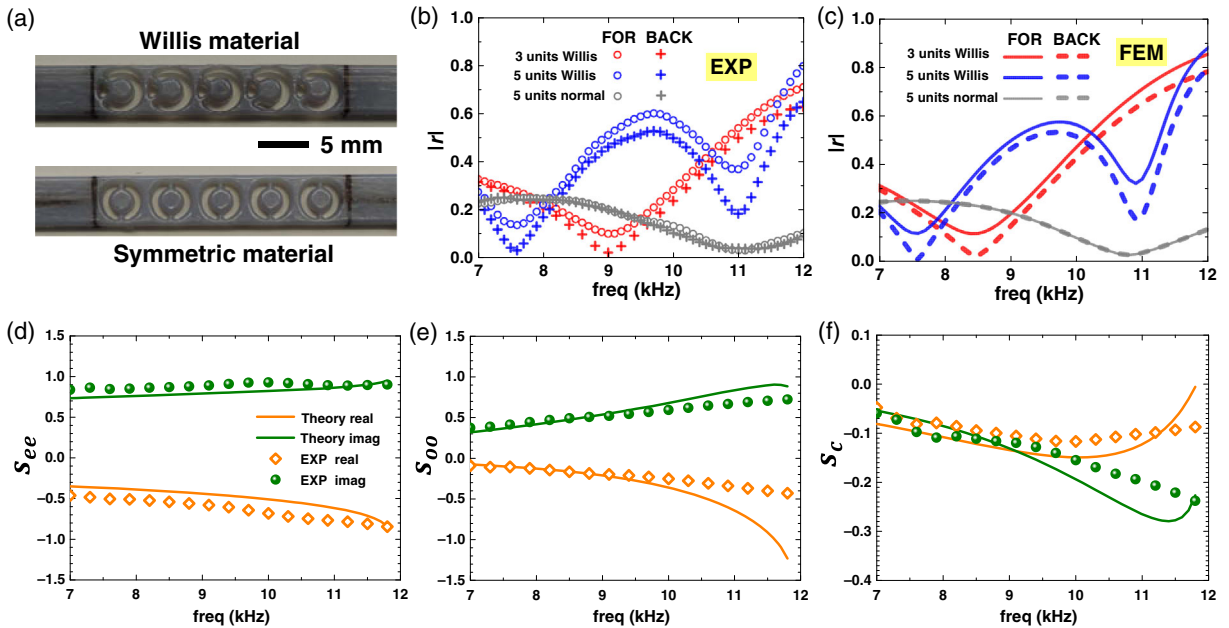 (a)
Willis material
5 mm
Symmetric material
(b)
1.0
0.8
0.6
0.4
0.2
0.0
|r|
FOR BACK
3 units Willis
5 units Willis
5 units normal
EXP
7 8 9 10 11 12
freq (kHz)
(c)
1.0
0.8
0.6
0.4
0.2
0.0
|r|
FOR BACK
3 units Willis
5 units Willis
5 units normal
FEM
7 8 9 10 11 12
freq (kHz)
(d)
1.5
1.0
0.5
0.0
−0.5
−1.0
−1.5
See
Theory real
Theory imag
EXP real
EXP imag
7 8 9 10 11 12
freq (kHz)
(e)
1.5
1.0
0.5
0.0
−0.5
−1.0
−1.5
Soo
7 8 9 10 11 12
freq (kHz)
(f)
0.1
0.0
−0.1
−0.2
−0.3
−0.4
Sc
7 8 9 10 11 12
freq (kHz)